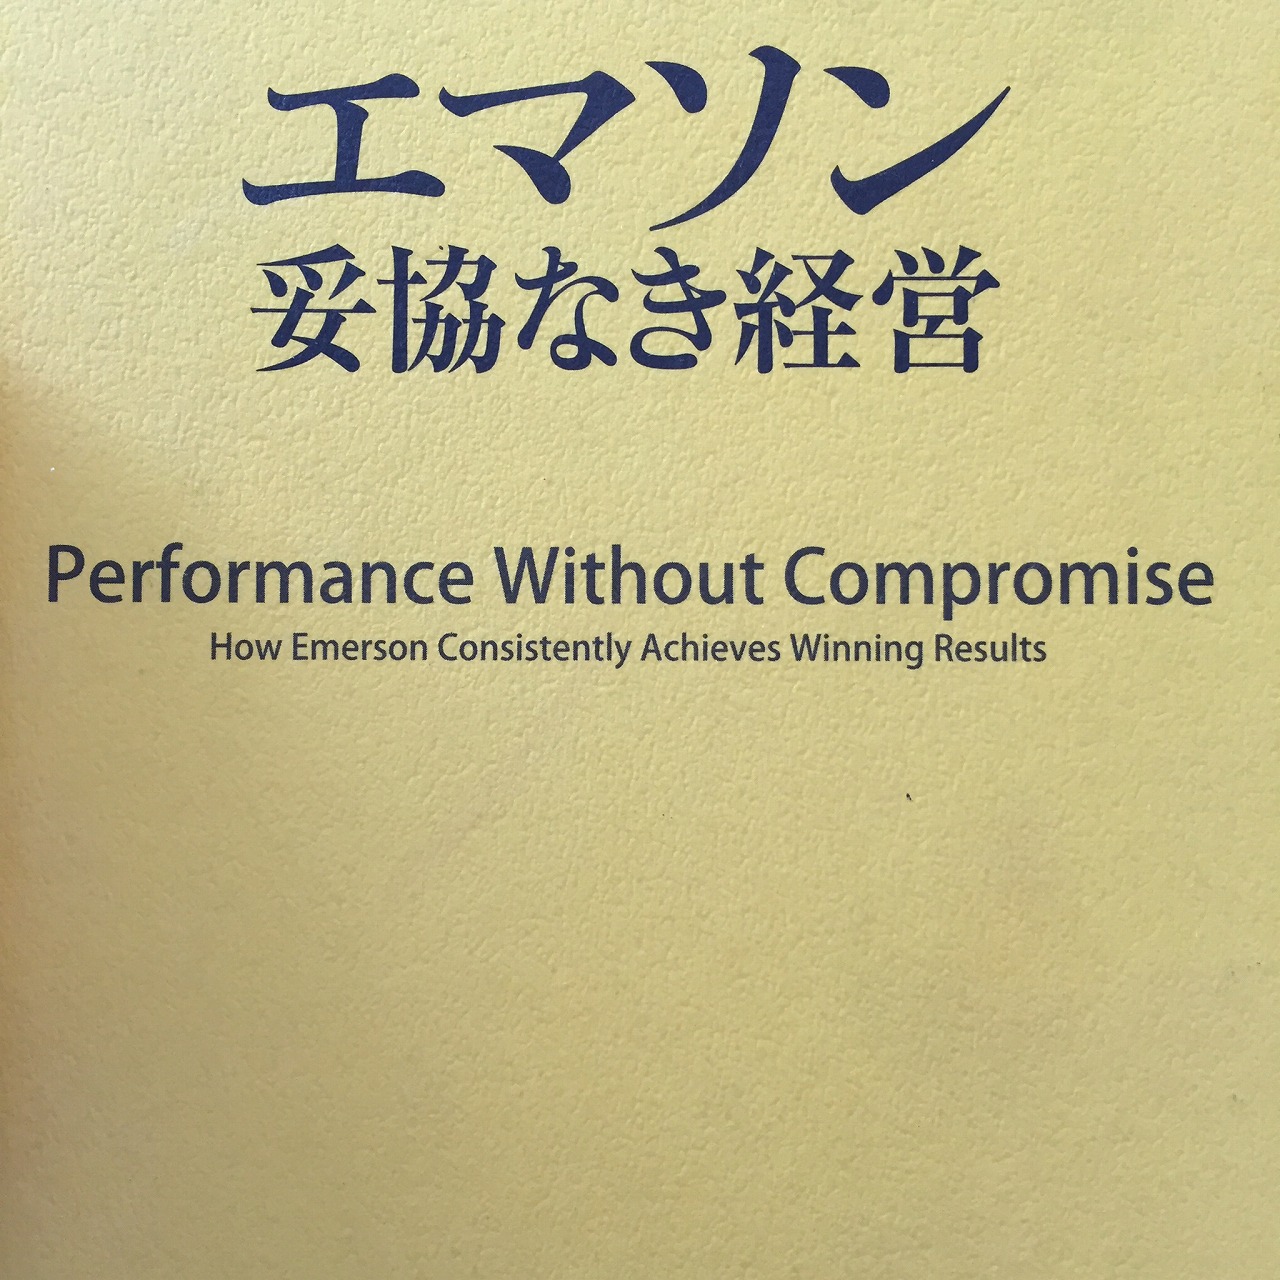 エマソン
妥協なき経営
Performance Without Compromise
How Emerson Consistently Achieves Winning Results